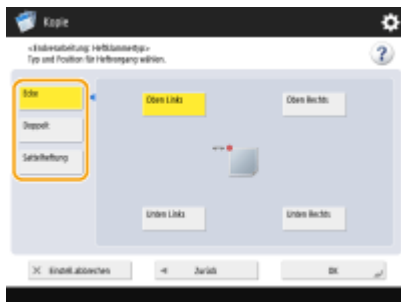 Kopie
<Endverarbeitung: Heftklammertyp>
Typ und Position für Heftvorgang wählen.
Ecke
Oben Links
Oben Rechts
Doppelt
Sattelheftung
Unten Links
Unten Rechts
Einstell. abbrechen
Zurück
OK